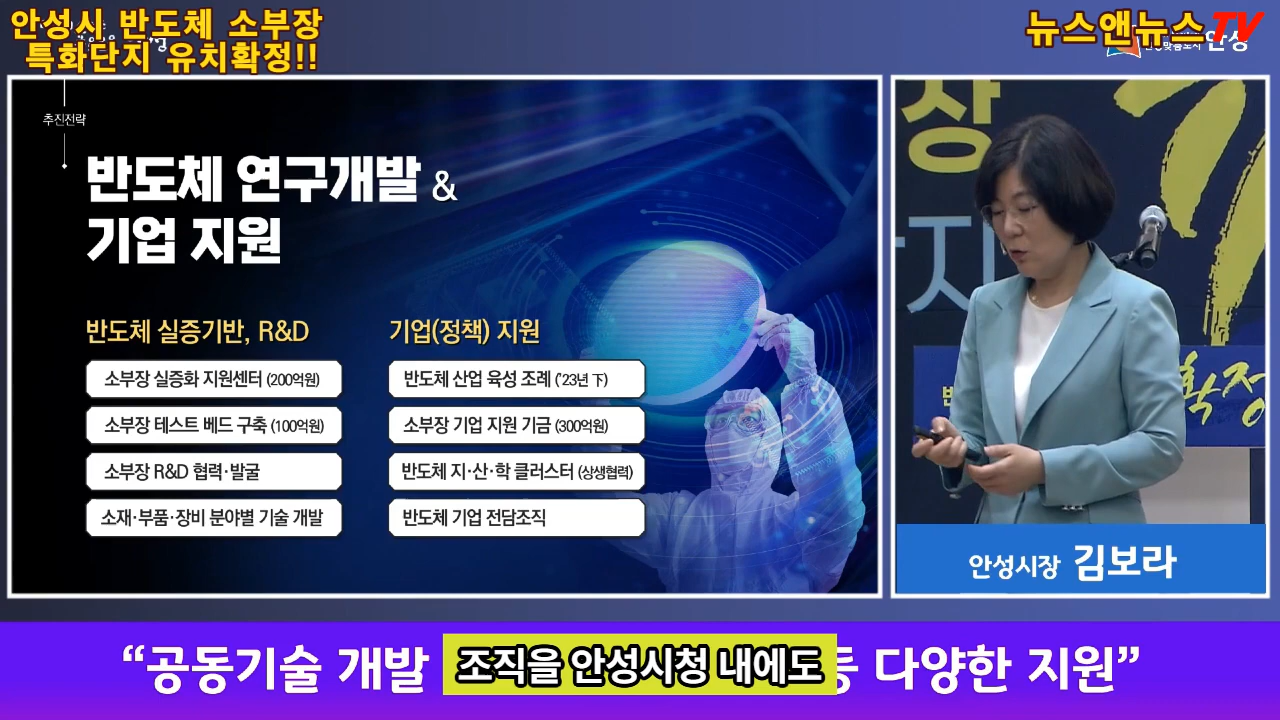 안성시 반도체 소부장
특화단지 유치확정!!
뉴스앤뉴스TV
안성
추진전략
반도체 연구개발 &
기업 지원
반도체 실증기반, R&D
소부장 실증화 지원센터 (200억원)
소부장 테스트 베드 구축 (100억원)
소부장 R&D 협력·발굴
소재·부품·장비 분야별 기술 개발
기업(정책) 지원
반도체 산업 육성 조례 ('23년 下)
소부장 기업 지원 기금 (300억원)
반도체 지·산·학 클러스터 (상생협력)
반도체 기업 전담조직
상
지
확정
안성시장 김보라
“공동기술 개발
조직을 안성시청 내에도
등 다양한 지원”